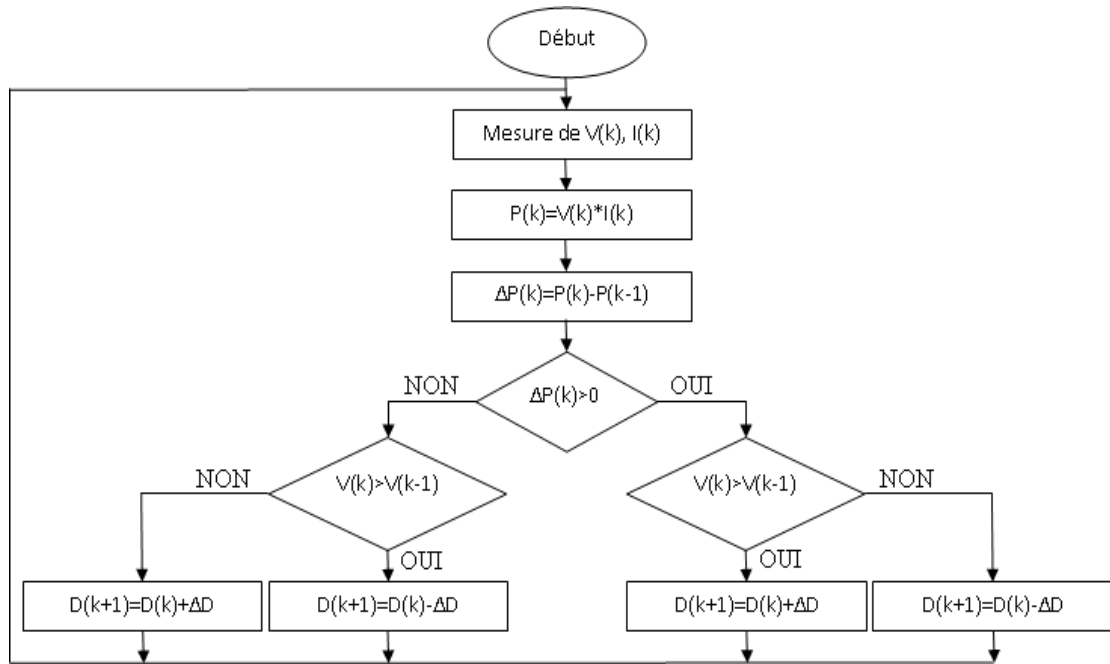 Début
Mesure de V(k), I(k)
P(k)=V(k)*I(k)
ΔP(k)=P(k)-P(k-1)
NON
ΔP(k)>0
OUI
NON
V(k)>V(k-1)
V(k)>V(k-1)
NON
OUI
OUI
D(k+1)=D(k)+ΔD
D(k+1)=D(k)-ΔD
D(k+1)=D(k)+ΔD
D(k+1)=D(k)-ΔD